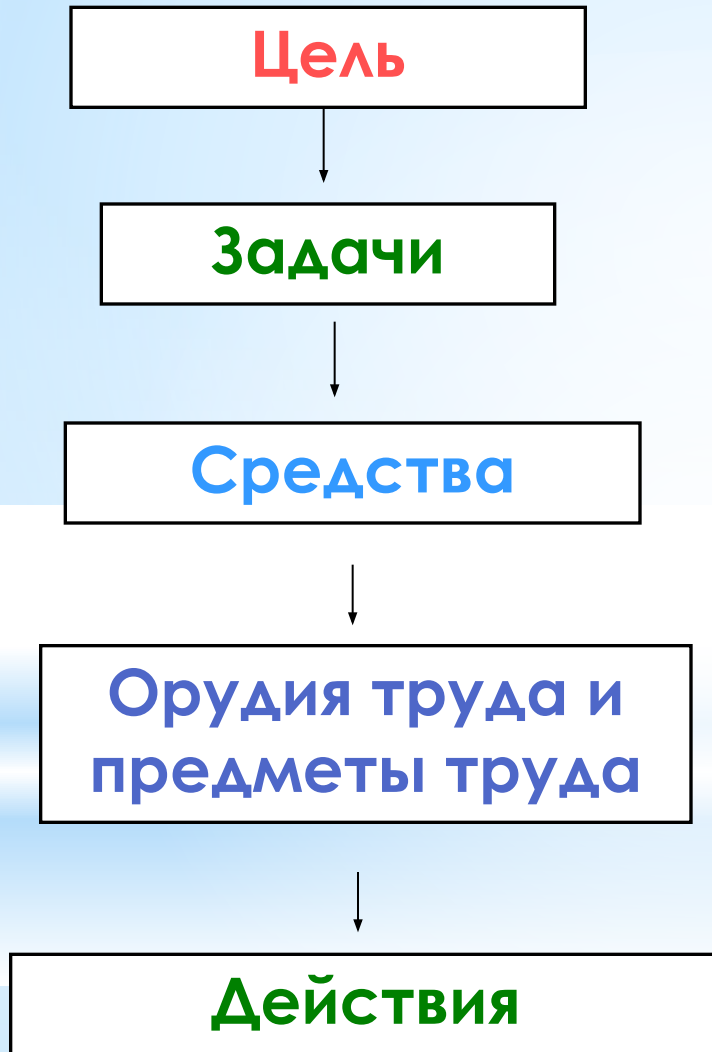 Цель
Задачи
Средства
Орудия труда и
предметы труда
Действия